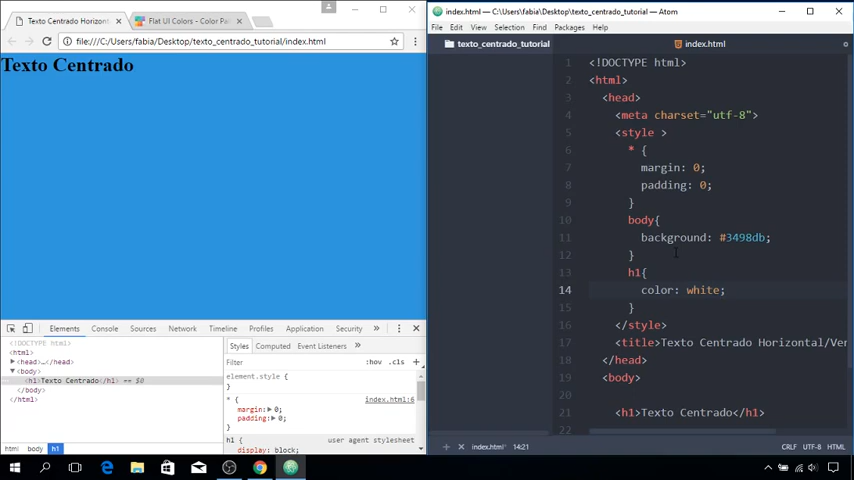 Texto Centrado Horizont
Flat UI Colors - Color Pa
file:///C:/Users/fabia/Desktop/texto_centrado_tutorial/index.html
Texto Centrado
Elements Console Sources Network Timeline Profiles Application Security
<!DOCTYPE html>
<html>
<head>…</head>
<body>
<h1>Texto Centrado</h1> == $0
</body>
</html>
html body h1
Styles Computed Event Listeners
Filter :hov .cls +
element.style {
}
* { index.html:6
margin: 0;
padding: 0;
}
h1 { user agent stylesheet
display: block;
index.html — C:\Users\fabia\Desktop\texto_centrado_tutorial — Atom
File Edit View Selection Find Packages Help
texto_centrado_tutorial
index.html
1 <!DOCTYPE html>
2 <html>
3 <head>
4 <meta charset="utf-8">
5 <style >
6 * {
7 margin: 0;
8 padding: 0;
9 }
10 body{
11 background: #3498db;
12 }
13 h1{
14 color: white;
15 }
16 </style>
17 <title>Texto Centrado Horizontal/Ver
18 </head>
19 <body>
20
21 <h1>Texto Centrado</h1>
22
index.html 14:21 CRLF UTF-8 HTML